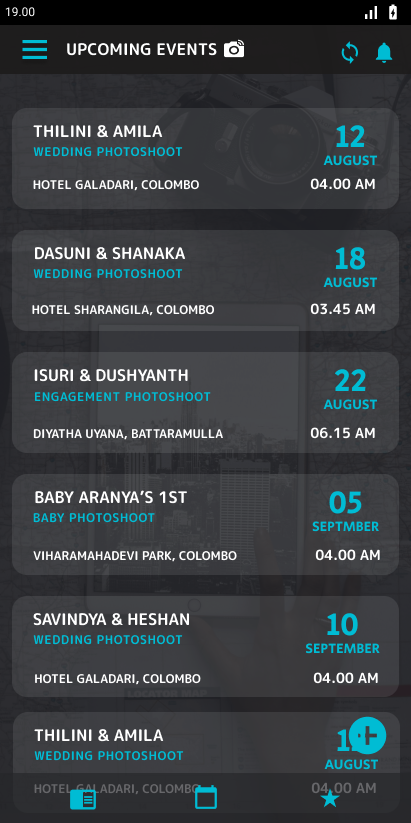 19.00
UPCOMING EVENTS
THILINI & AMILA
WEDDING PHOTOSHOOT
HOTEL GALADARI, COLOMBO
12
AUGUST
04.00 AM
DASUNI & SHANAKA
WEDDING PHOTOSHOOT
HOTEL SHARANGILA, COLOMBO
18
AUGUST
03.45 AM
ISURI & DUSHYANTH
ENGAGEMENT PHOTOSHOOT
DIYATHA UYANA, BATTARAMULLA
22
AUGUST
06.15 AM
BABY ARANYA'S 1ST
BABY PHOTOSHOOT
VIHARAMAHADEVI PARK, COLOMBO
05
SEPTMBER
04.00 AM
SAVINDYA & HESHAN
WEDDING PHOTOSHOOT
HOTEL GALADARI, COLOMBO
10
SEPTEMBER
04.00 AM
THILINI & AMILA
WEDDING PHOTOSHOOT
HOTEL GALADARI, COLOMBO
AUGUST
04.00 AM